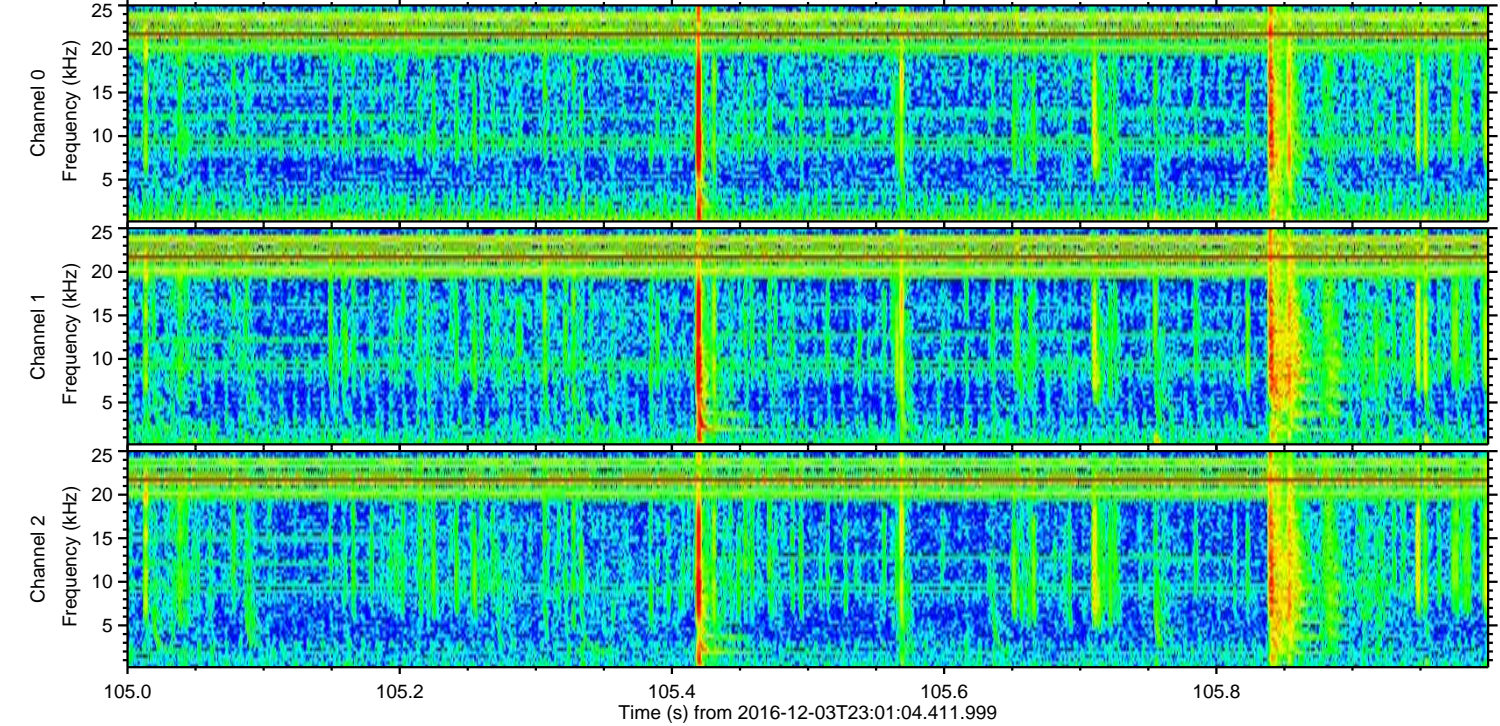 25
20
15
10
5
Channel 0
Frequency (kHz)
25
20
15
10
5
Channel 1
Frequency (kHz)
25
20
15
10
5
Channel 2
Frequency (kHz)
105.0 105.2 105.4 105.6 105.8
Time (s) from 2016-12-03T23:01:04.411.999